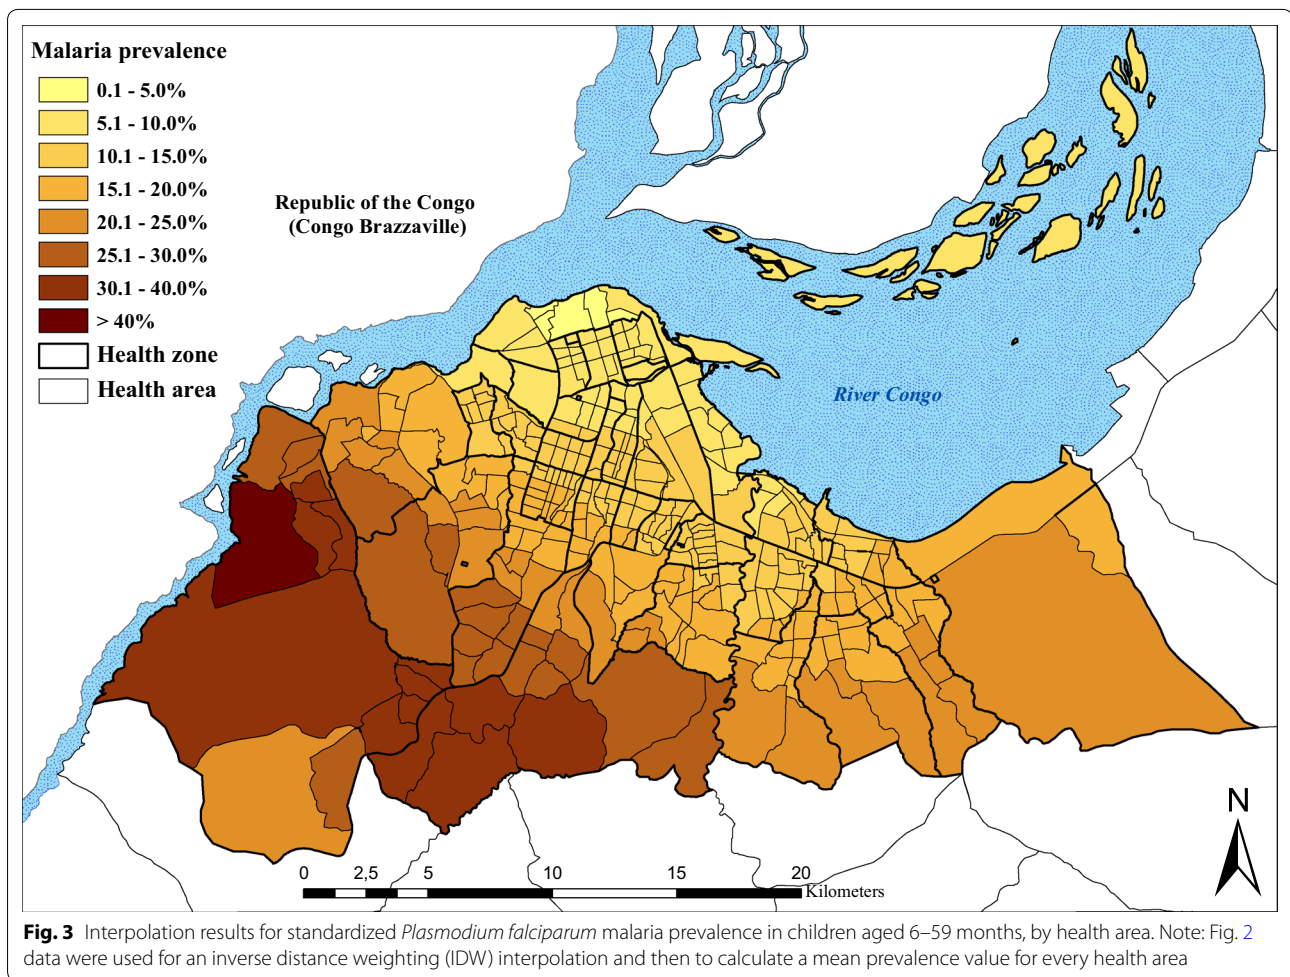 Malaria prevalence
0.1 - 5.0%
5.1 - 10.0%
10.1 - 15.0%
15.1 - 20.0%
20.1 - 25.0%
25.1 - 30.0%
30.1 - 40.0%
> 40%
Health zone
Health area
Republic of the Congo
(Congo Brazzaville)
River Congo
N
0 2,5 5 10 15 20
Kilometers
Fig. 3 Interpolation results for standardized Plasmodium falciparum malaria prevalence in children aged 6–59 months, by health area. Note: Fig. 2
data were used for an inverse distance weighting (IDW) interpolation and then to calculate a mean prevalence value for every health area